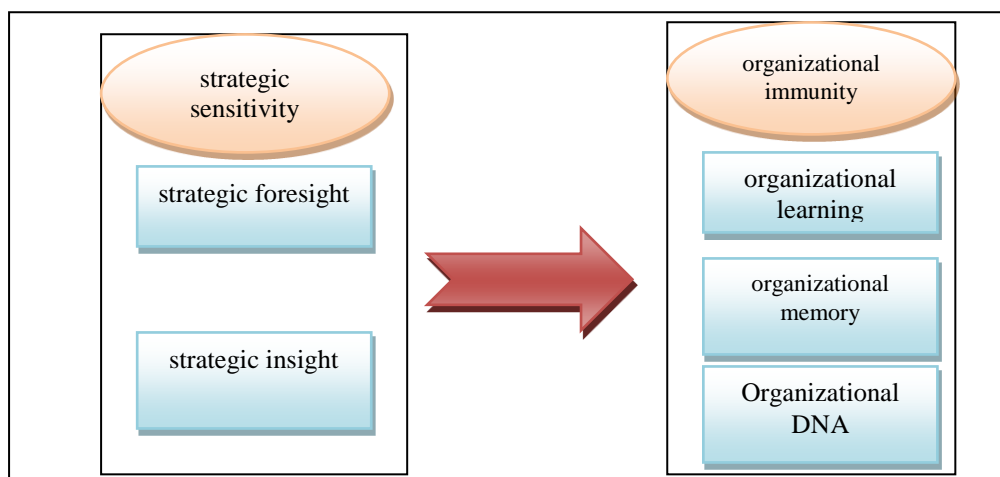 strategic
sensitivity
strategic foresight
strategic insight
organizational
immunity
organizational
learning
organizational
memory
Organizational
DNA